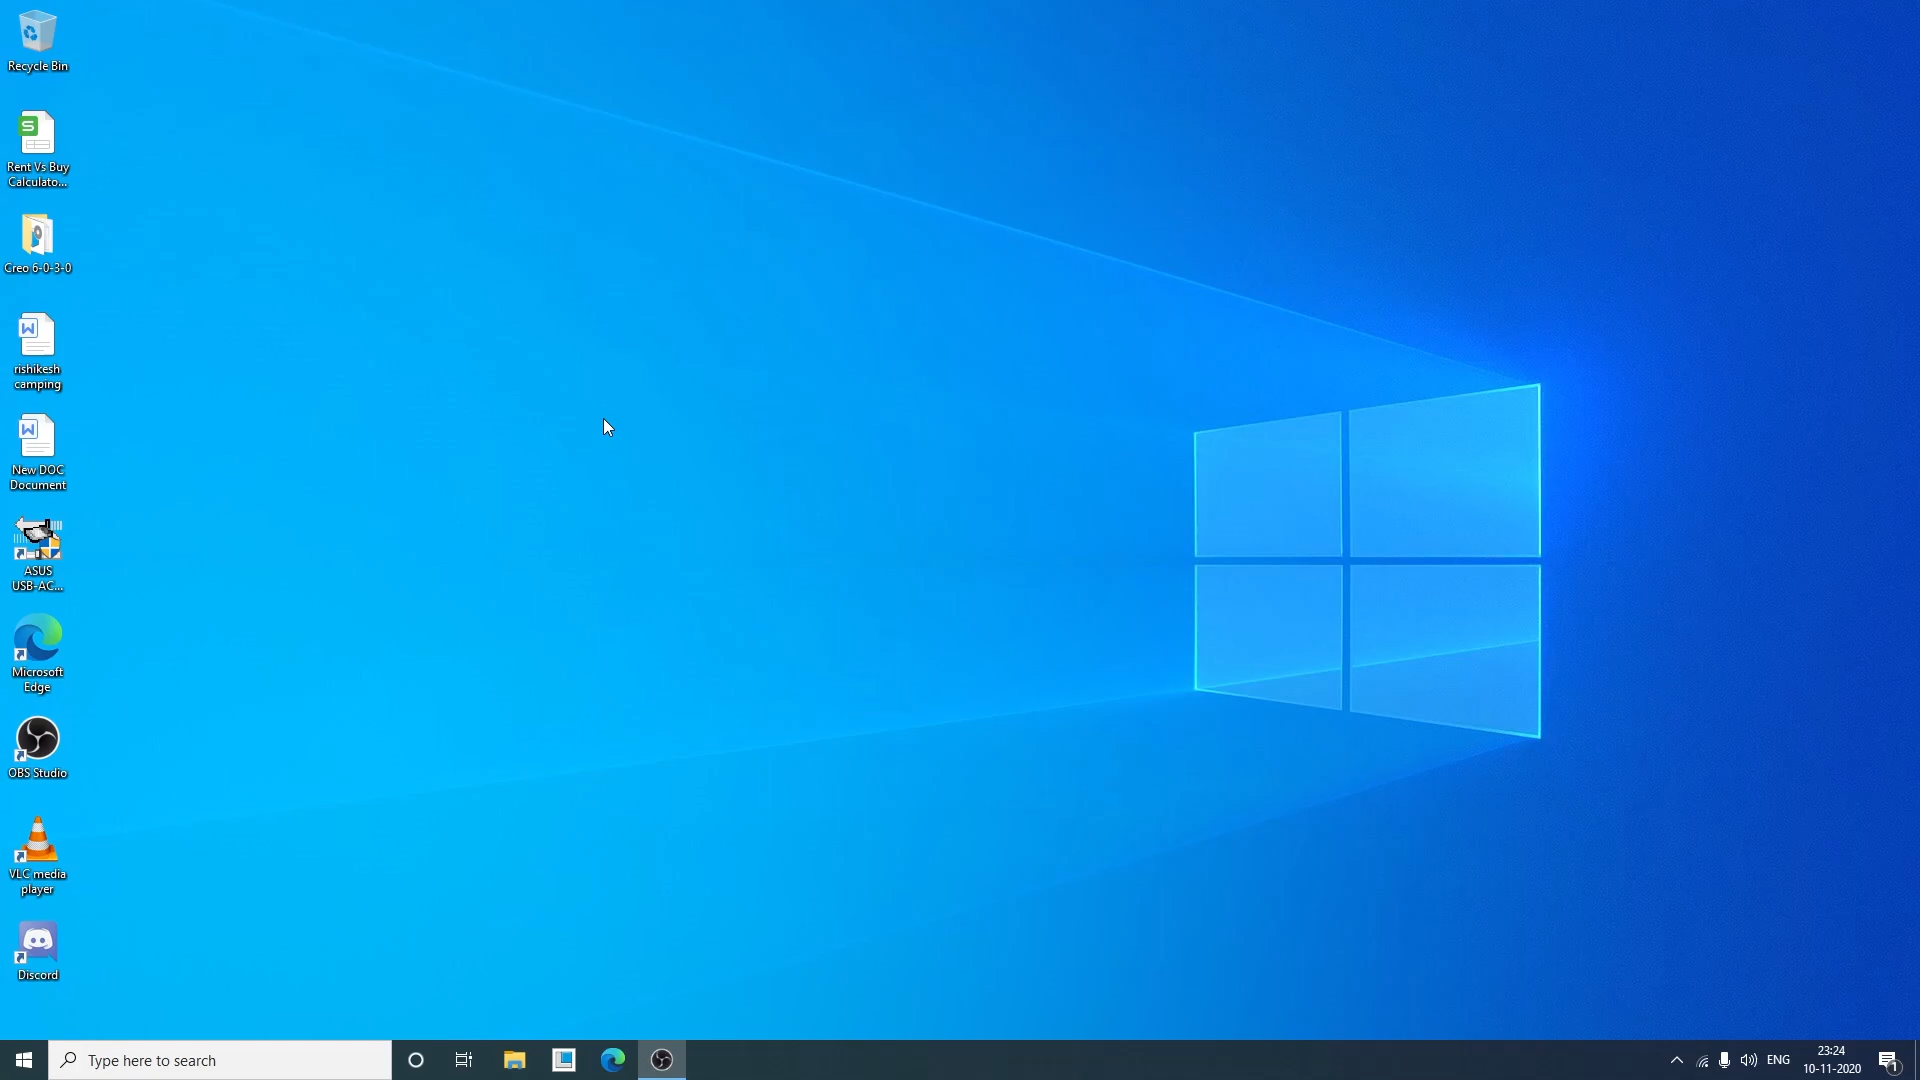 Recycle Bin
Rent Vs Buy
Calculato...
Creo 6-0-3-0
rishikesh
camping
New DOC
Document
ASUS
USB-AC...
Microsoft
Edge
OBS Studio
VLC media
player
Discord
Type here to search
ENG
23:24
10-11-2020
1